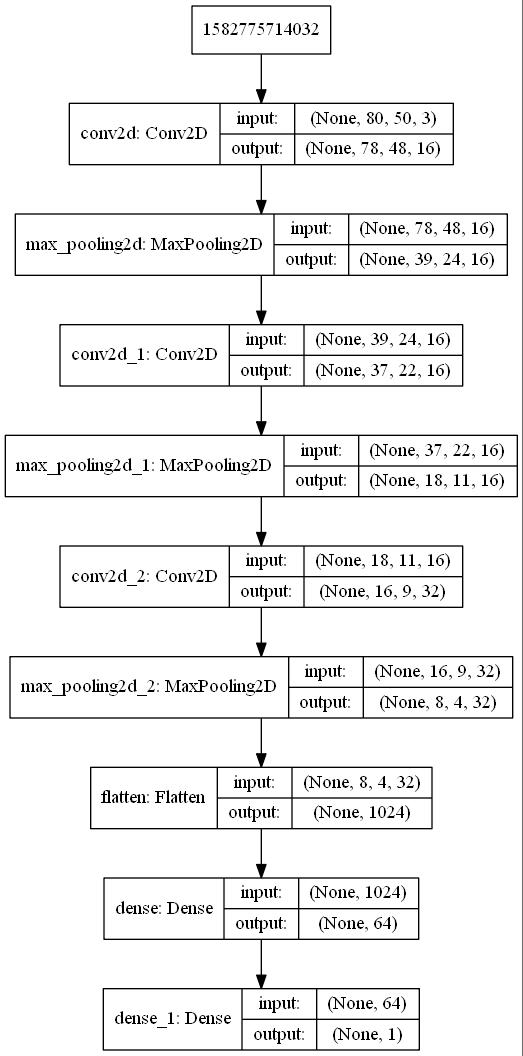 1582775714032
conv2d: Conv2D
input: (None, 80, 50, 3)
output: (None, 78, 48, 16)
max_pooling2d: MaxPooling2D
input: (None, 78, 48, 16)
output: (None, 39, 24, 16)
conv2d_1: Conv2D
input: (None, 39, 24, 16)
output: (None, 37, 22, 16)
max_pooling2d_1: MaxPooling2D
input: (None, 37, 22, 16)
output: (None, 18, 11, 16)
conv2d_2: Conv2D
input: (None, 18, 11, 16)
output: (None, 16, 9, 32)
max_pooling2d_2: MaxPooling2D
input: (None, 16, 9, 32)
output: (None, 8, 4, 32)
flatten: Flatten
input: (None, 8, 4, 32)
output: (None, 1024)
dense: Dense
input: (None, 1024)
output: (None, 64)
dense_1: Dense
input: (None, 64)
output: (None, 1)